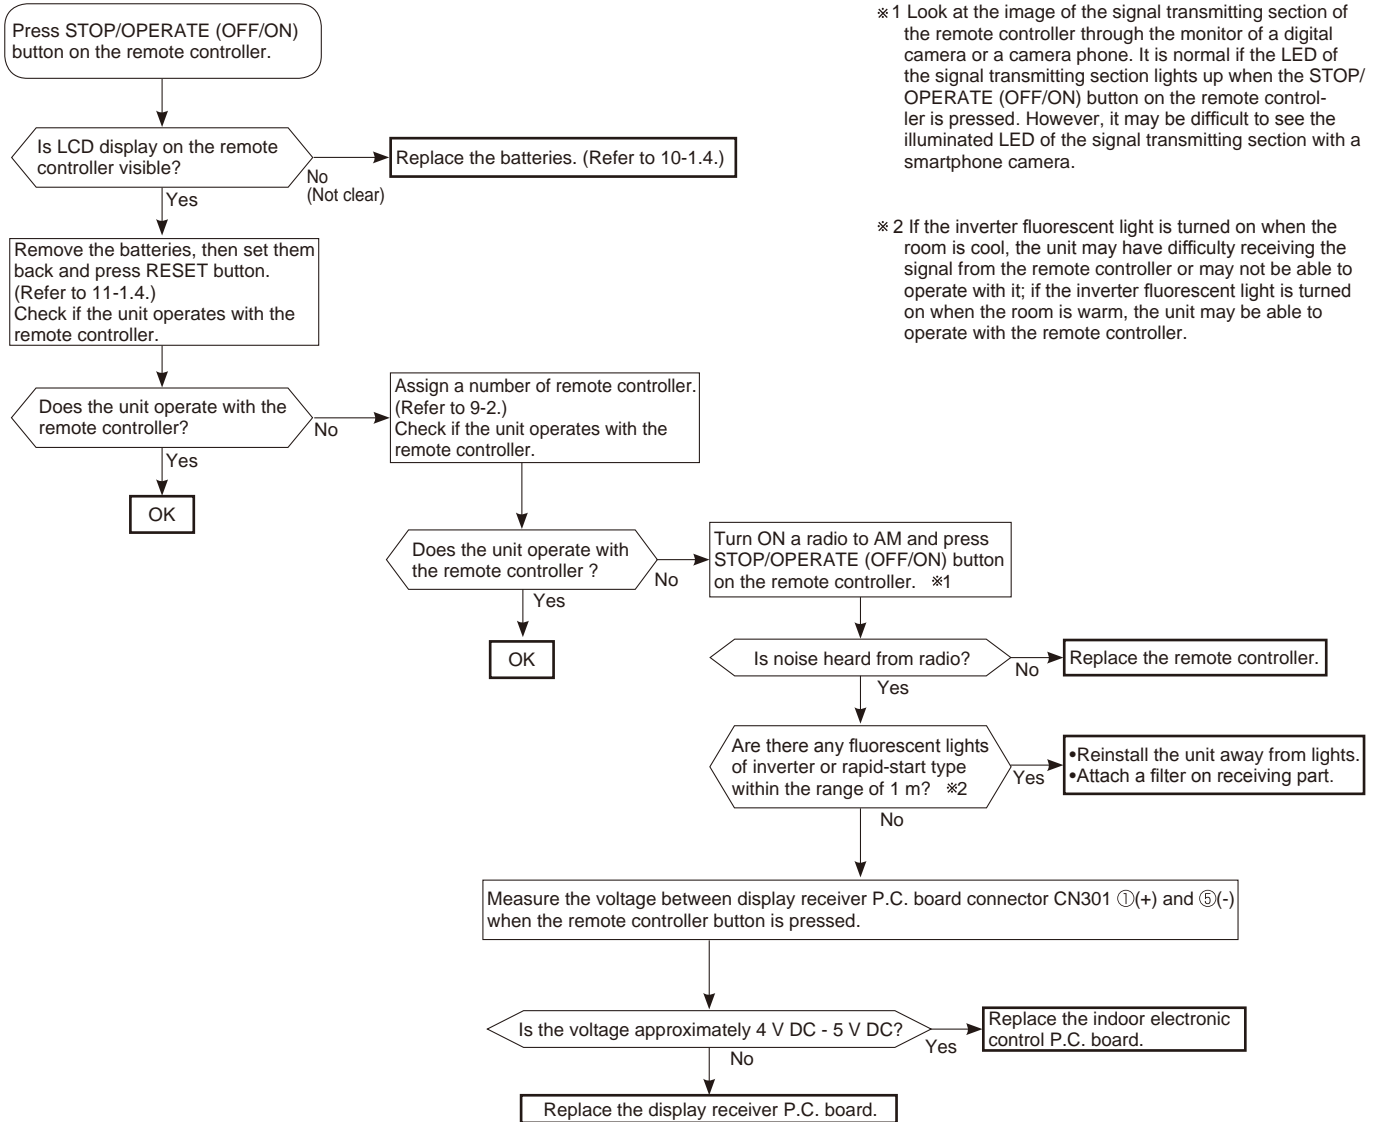 Press STOP/OPERATE (OFF/ON)
button on the remote controller.
Is LCD display on the remote
controller visible?
No
(Not clear)
Replace the batteries. (Refer to 10-1.4.)
Yes
Remove the batteries, then set them
back and press RESET button.
(Refer to 11-1.4.)
Check if the unit operates with the
remote controller.
Does the unit operate with the
remote controller?
No
Yes
OK
Assign a number of remote controller.
(Refer to 9-2.)
Check if the unit operates with the
remote controller.
Does the unit operate with
the remote controller ?
No
Yes
OK
Turn ON a radio to AM and press
STOP/OPERATE (OFF/ON) button
on the remote controller. ※1
Is noise heard from radio?
No
Replace the remote controller.
Yes
Are there any fluorescent lights
of inverter or rapid-start type
within the range of 1 m? ※2
Yes
•Reinstall the unit away from lights.
•Attach a filter on receiving part.
No
Measure the voltage between display receiver P.C. board connector CN301 ①(+) and ⑤(-)
when the remote controller button is pressed.
Is the voltage approximately 4 V DC - 5 V DC?
Yes
Replace the indoor electronic
control P.C. board.
No
Replace the display receiver P.C. board.
※1 Look at the image of the signal transmitting section of
the remote controller through the monitor of a digital
camera or a camera phone. It is normal if the LED of
the signal transmitting section lights up when the STOP/
OPERATE (OFF/ON) button on the remote control-
ler is pressed. However, it may be difficult to see the
illuminated LED of the signal transmitting section with a
smartphone camera.
※2 If the inverter fluorescent light is turned on when the
room is cool, the unit may have difficulty receiving the
signal from the remote controller or may not be able to
operate with it; if the inverter fluorescent light is turned
on when the room is warm, the unit may be able to
operate with the remote controller.